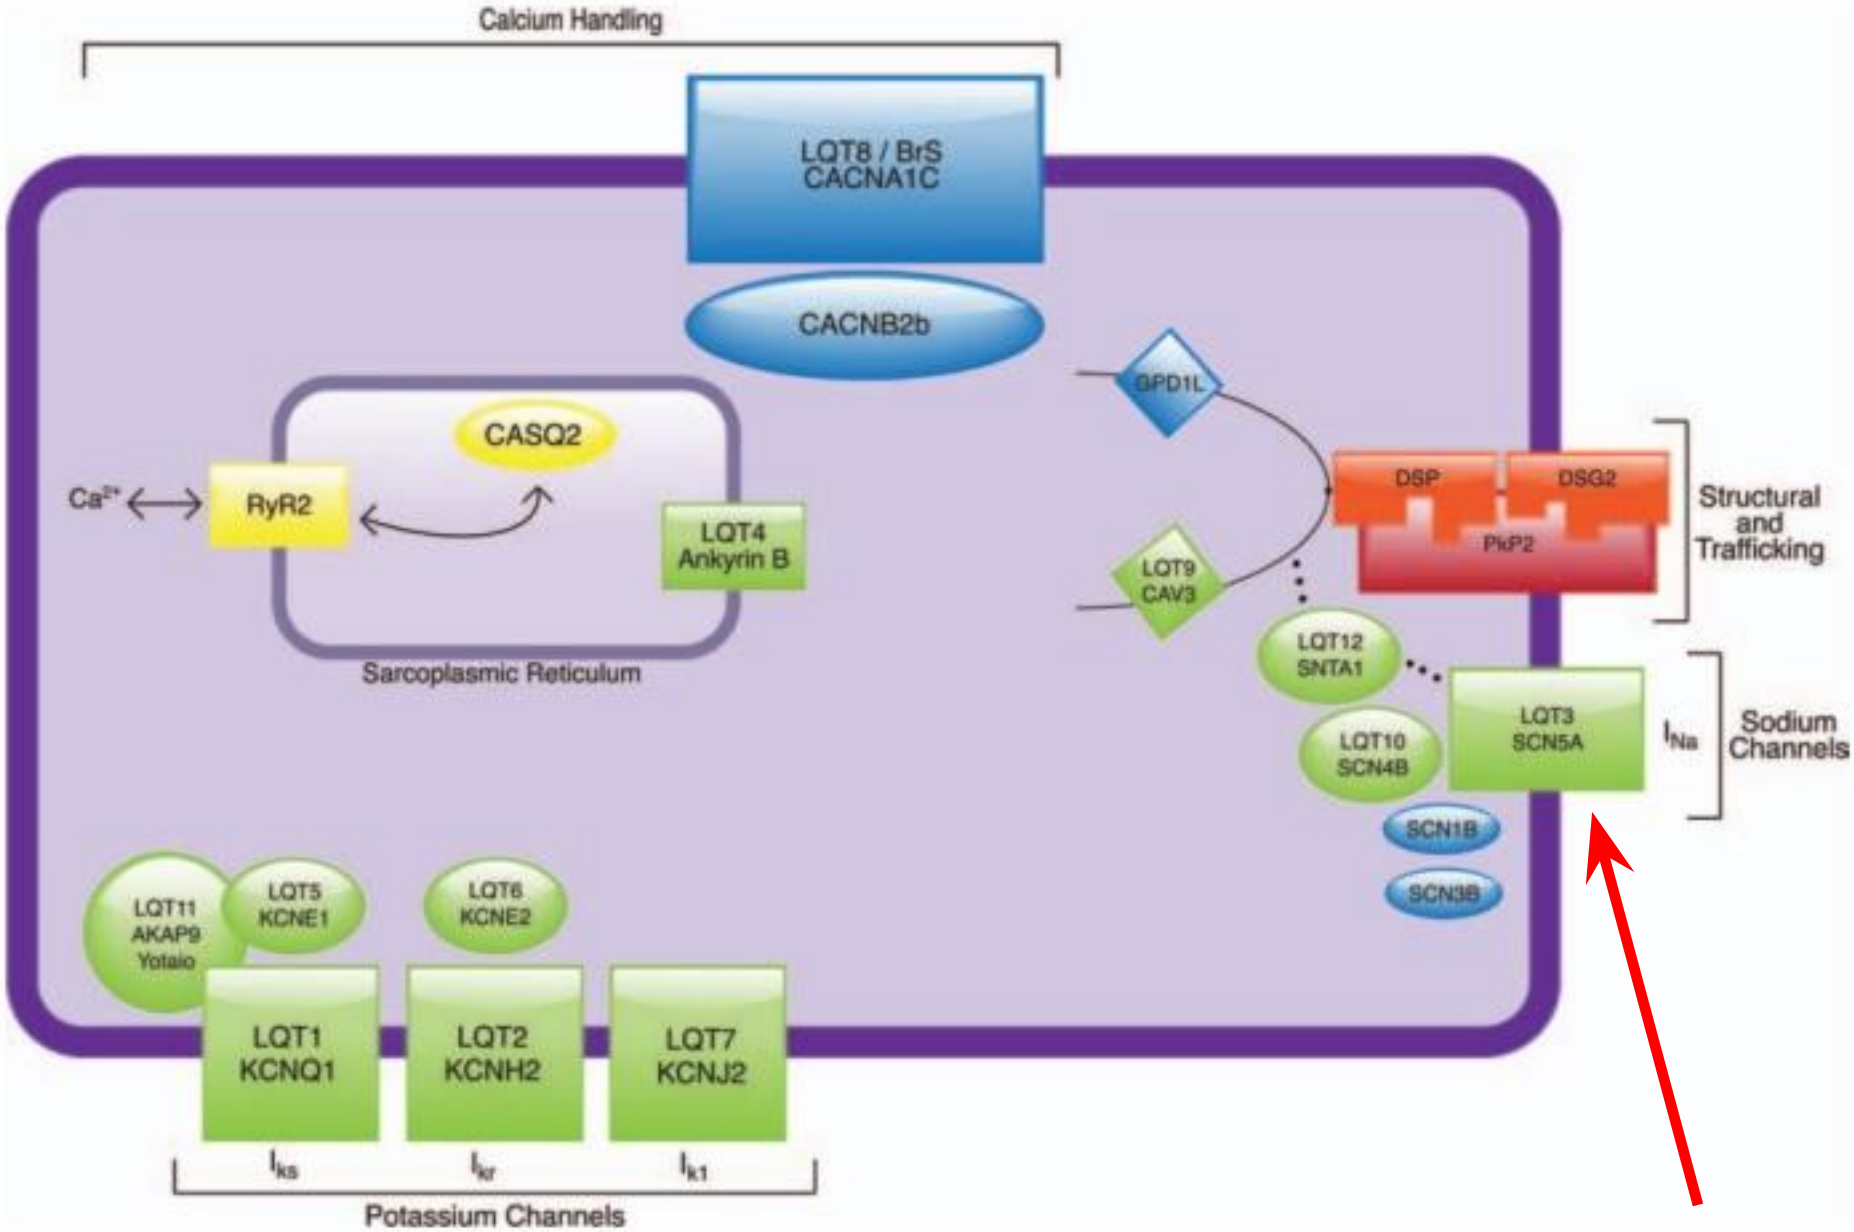 Calcium Handling
LQT8 / BrS
CACNA1C
CACNB2b
GPD1L
CASQ2
Ca2+
RyR2
LQT4
Ankyrin B
Sarcoplasmic Reticulum
LQT9
CAV3
DSP
DSG2
PkP2
Structural
and
Trafficking
LQT12
SNTA1
LQT3
SCN5A
INa
Sodium
Channels
LQT10
SCN4B
SCN1B
SCN3B
LQT11
AKAP9
Yotaio
LQT5
KCNE1
LQT6
KCNE2
LQT1
KCNQ1
LQT2
KCNH2
LQT7
KCNJ2
Iks
Ikr
Ik1
Potassium Channels